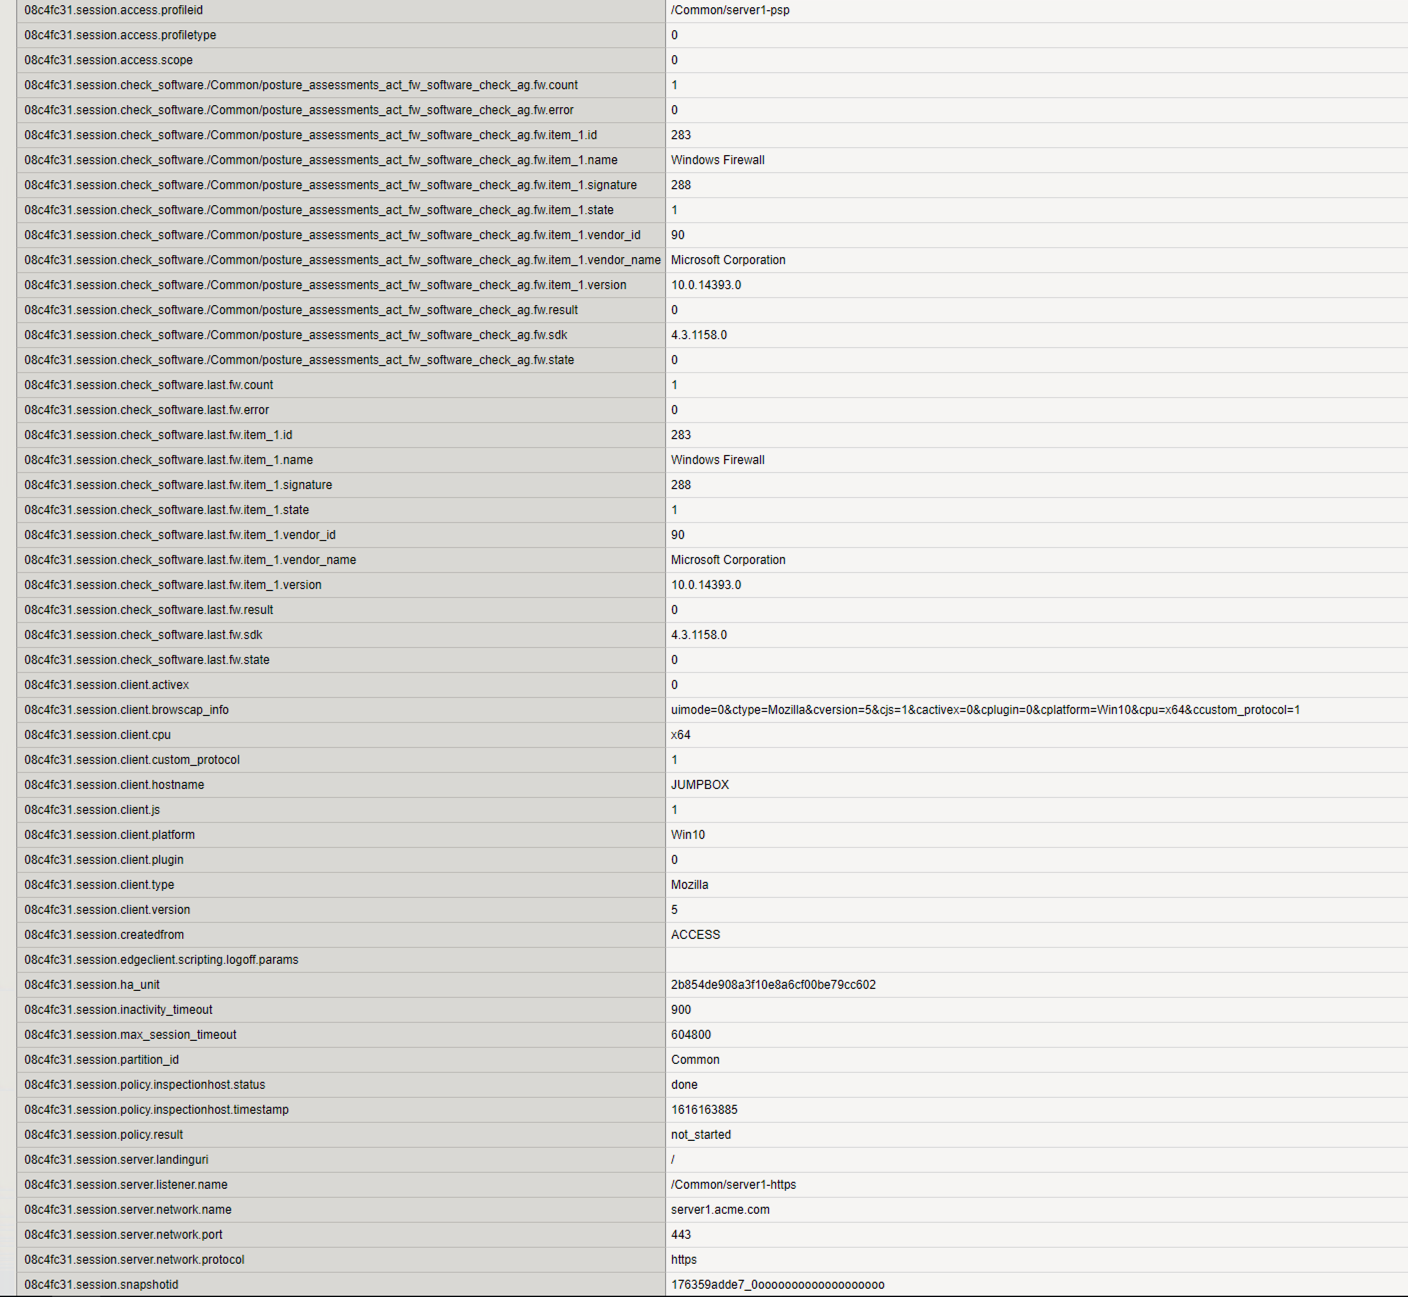 08c4fc31.session.access.profileid /Common/server1-psp
08c4fc31.session.access.profiletype 0
08c4fc31.session.access.scope 0
08c4fc31.session.check_software./Common/posture_assessments_act_fw_software_check_ag.fw.count 1
08c4fc31.session.check_software./Common/posture_assessments_act_fw_software_check_ag.fw.error 0
08c4fc31.session.check_software./Common/posture_assessments_act_fw_software_check_ag.fw.item_1.id 283
08c4fc31.session.check_software./Common/posture_assessments_act_fw_software_check_ag.fw.item_1.name Windows Firewall
08c4fc31.session.check_software./Common/posture_assessments_act_fw_software_check_ag.fw.item_1.signature 288
08c4fc31.session.check_software./Common/posture_assessments_act_fw_software_check_ag.fw.item_1.state 1
08c4fc31.session.check_software./Common/posture_assessments_act_fw_software_check_ag.fw.item_1.vendor_id 90
08c4fc31.session.check_software./Common/posture_assessments_act_fw_software_check_ag.fw.item_1.vendor_name Microsoft Corporation
08c4fc31.session.check_software./Common/posture_assessments_act_fw_software_check_ag.fw.item_1.version 10.0.14393.0
08c4fc31.session.check_software./Common/posture_assessments_act_fw_software_check_ag.fw.result 0
08c4fc31.session.check_software./Common/posture_assessments_act_fw_software_check_ag.fw.sdk 4.3.1158.0
08c4fc31.session.check_software./Common/posture_assessments_act_fw_software_check_ag.fw.state 0
08c4fc31.session.check_software.last.fw.count 1
08c4fc31.session.check_software.last.fw.error 0
08c4fc31.session.check_software.last.fw.item_1.id 283
08c4fc31.session.check_software.last.fw.item_1.name Windows Firewall
08c4fc31.session.check_software.last.fw.item_1.signature 288
08c4fc31.session.check_software.last.fw.item_1.state 1
08c4fc31.session.check_software.last.fw.item_1.vendor_id 90
08c4fc31.session.check_software.last.fw.item_1.vendor_name Microsoft Corporation
08c4fc31.session.check_software.last.fw.item_1.version 10.0.14393.0
08c4fc31.session.check_software.last.fw.result 0
08c4fc31.session.check_software.last.fw.sdk 4.3.1158.0
08c4fc31.session.check_software.last.fw.state 0
08c4fc31.session.client.activex 0
08c4fc31.session.client.browscap_info uimode=0&ctype=Mozilla&cversion=5&cjs=1&cactivex=0&cplugin=0&cplatform=Win10&cpu=x64&ccustom_protocol=1
08c4fc31.session.client.cpu x64
08c4fc31.session.client.custom_protocol 1
08c4fc31.session.client.hostname JUMPBOX
08c4fc31.session.client.js 1
08c4fc31.session.client.platform Win10
08c4fc31.session.client.plugin 0
08c4fc31.session.client.type Mozilla
08c4fc31.session.client.version 5
08c4fc31.session.createdfrom ACCESS
08c4fc31.session.edgeclient.scripting.logoff.params
08c4fc31.session.ha_unit 2b854de908a3f10e8a6cf00be79cc602
08c4fc31.session.inactivity_timeout 900
08c4fc31.session.max_session_timeout 604800
08c4fc31.session.partition_id Common
08c4fc31.session.policy.inspectionhost.status done
08c4fc31.session.policy.inspectionhost.timestamp 1616163885
08c4fc31.session.policy.result not_started
08c4fc31.session.server.landinguri /
08c4fc31.session.server.listener.name /Common/server1-https
08c4fc31.session.server.network.name server1.acme.com
08c4fc31.session.server.network.port 443
08c4fc31.session.server.network.protocol https
08c4fc31.session.snapshotid 176359adde7_0ooooooooooooooooooo